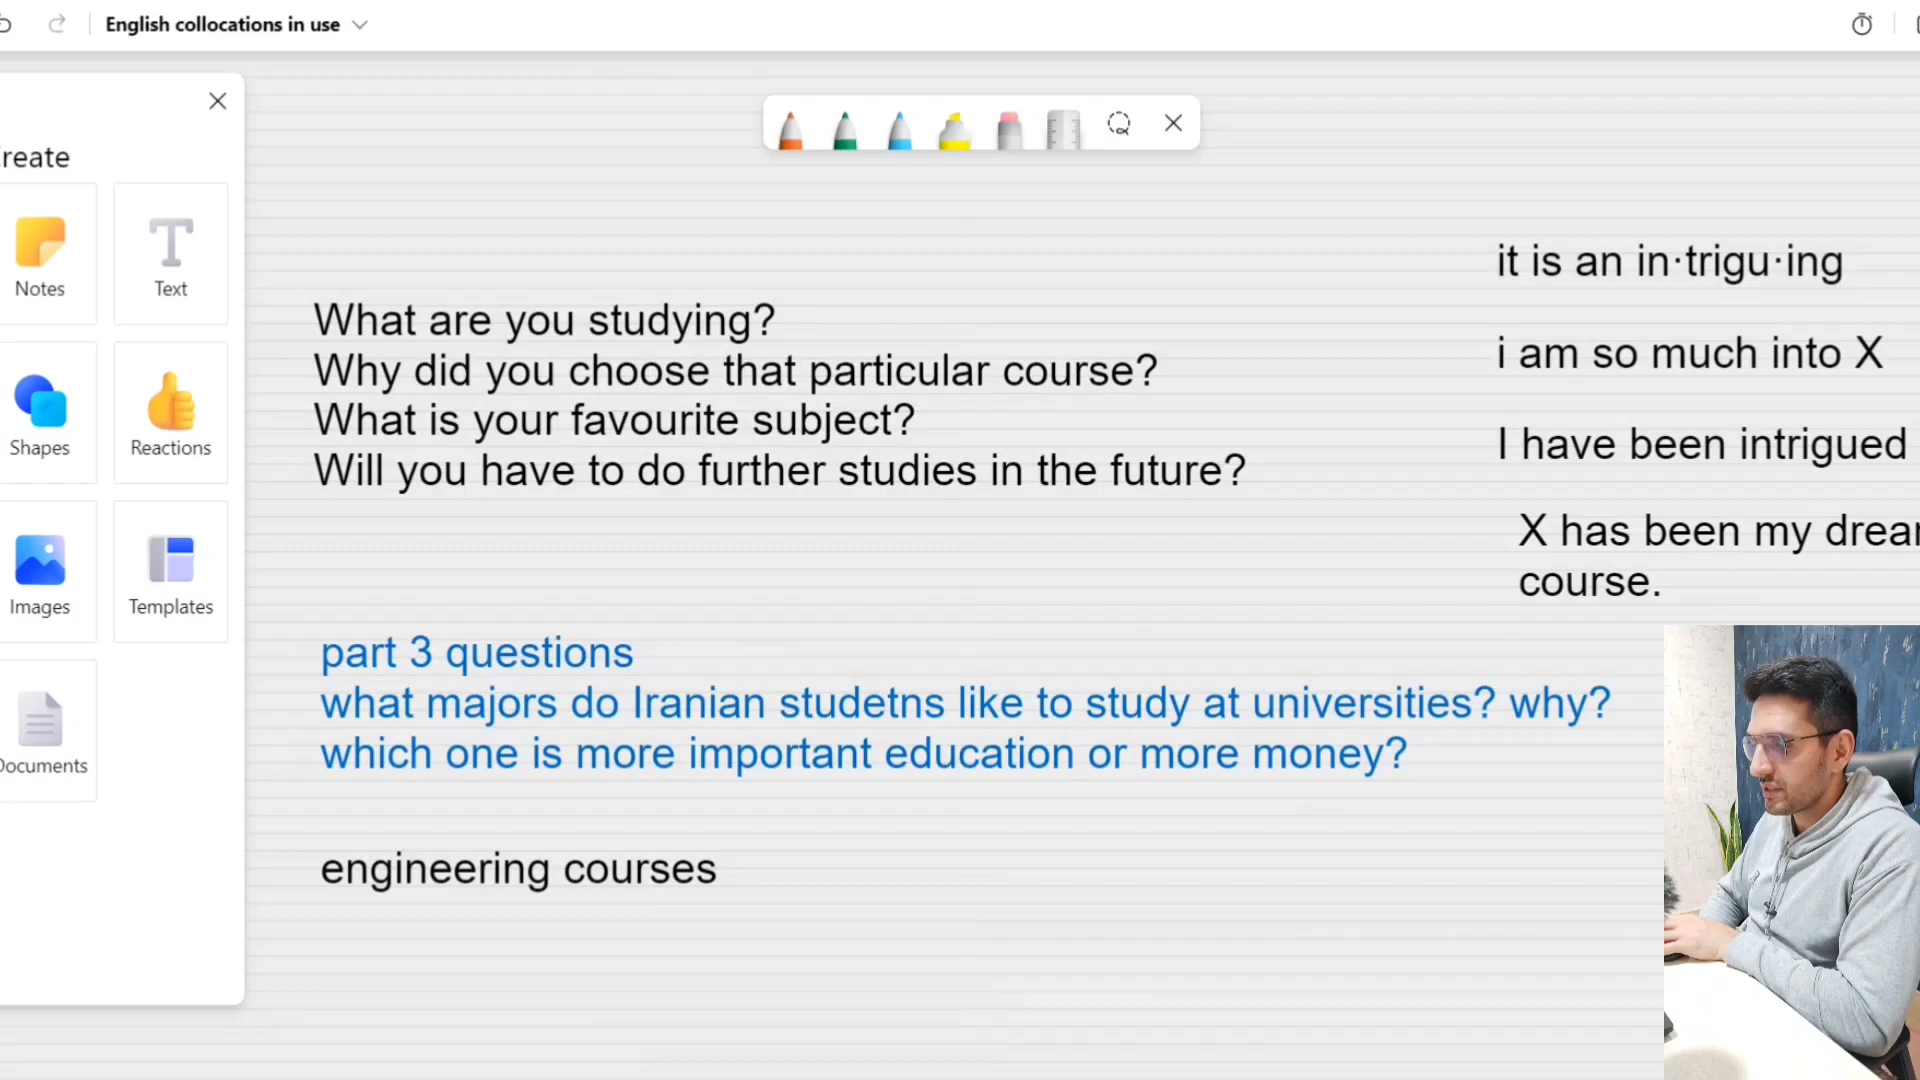 English collocations in use
reate
Notes
Text
Shapes
Reactions
Images
Templates
Documents
What are you studying?
Why did you choose that particular course?
What is your favourite subject?
Will you have to do further studies in the future?
part 3 questions
what majors do Iranian studetns like to study at universities? why?
which one is more important education or more money?
engineering courses
it is an in·trigu·ing
i am so much into X
I have been intrigued
X has been my drea
course.